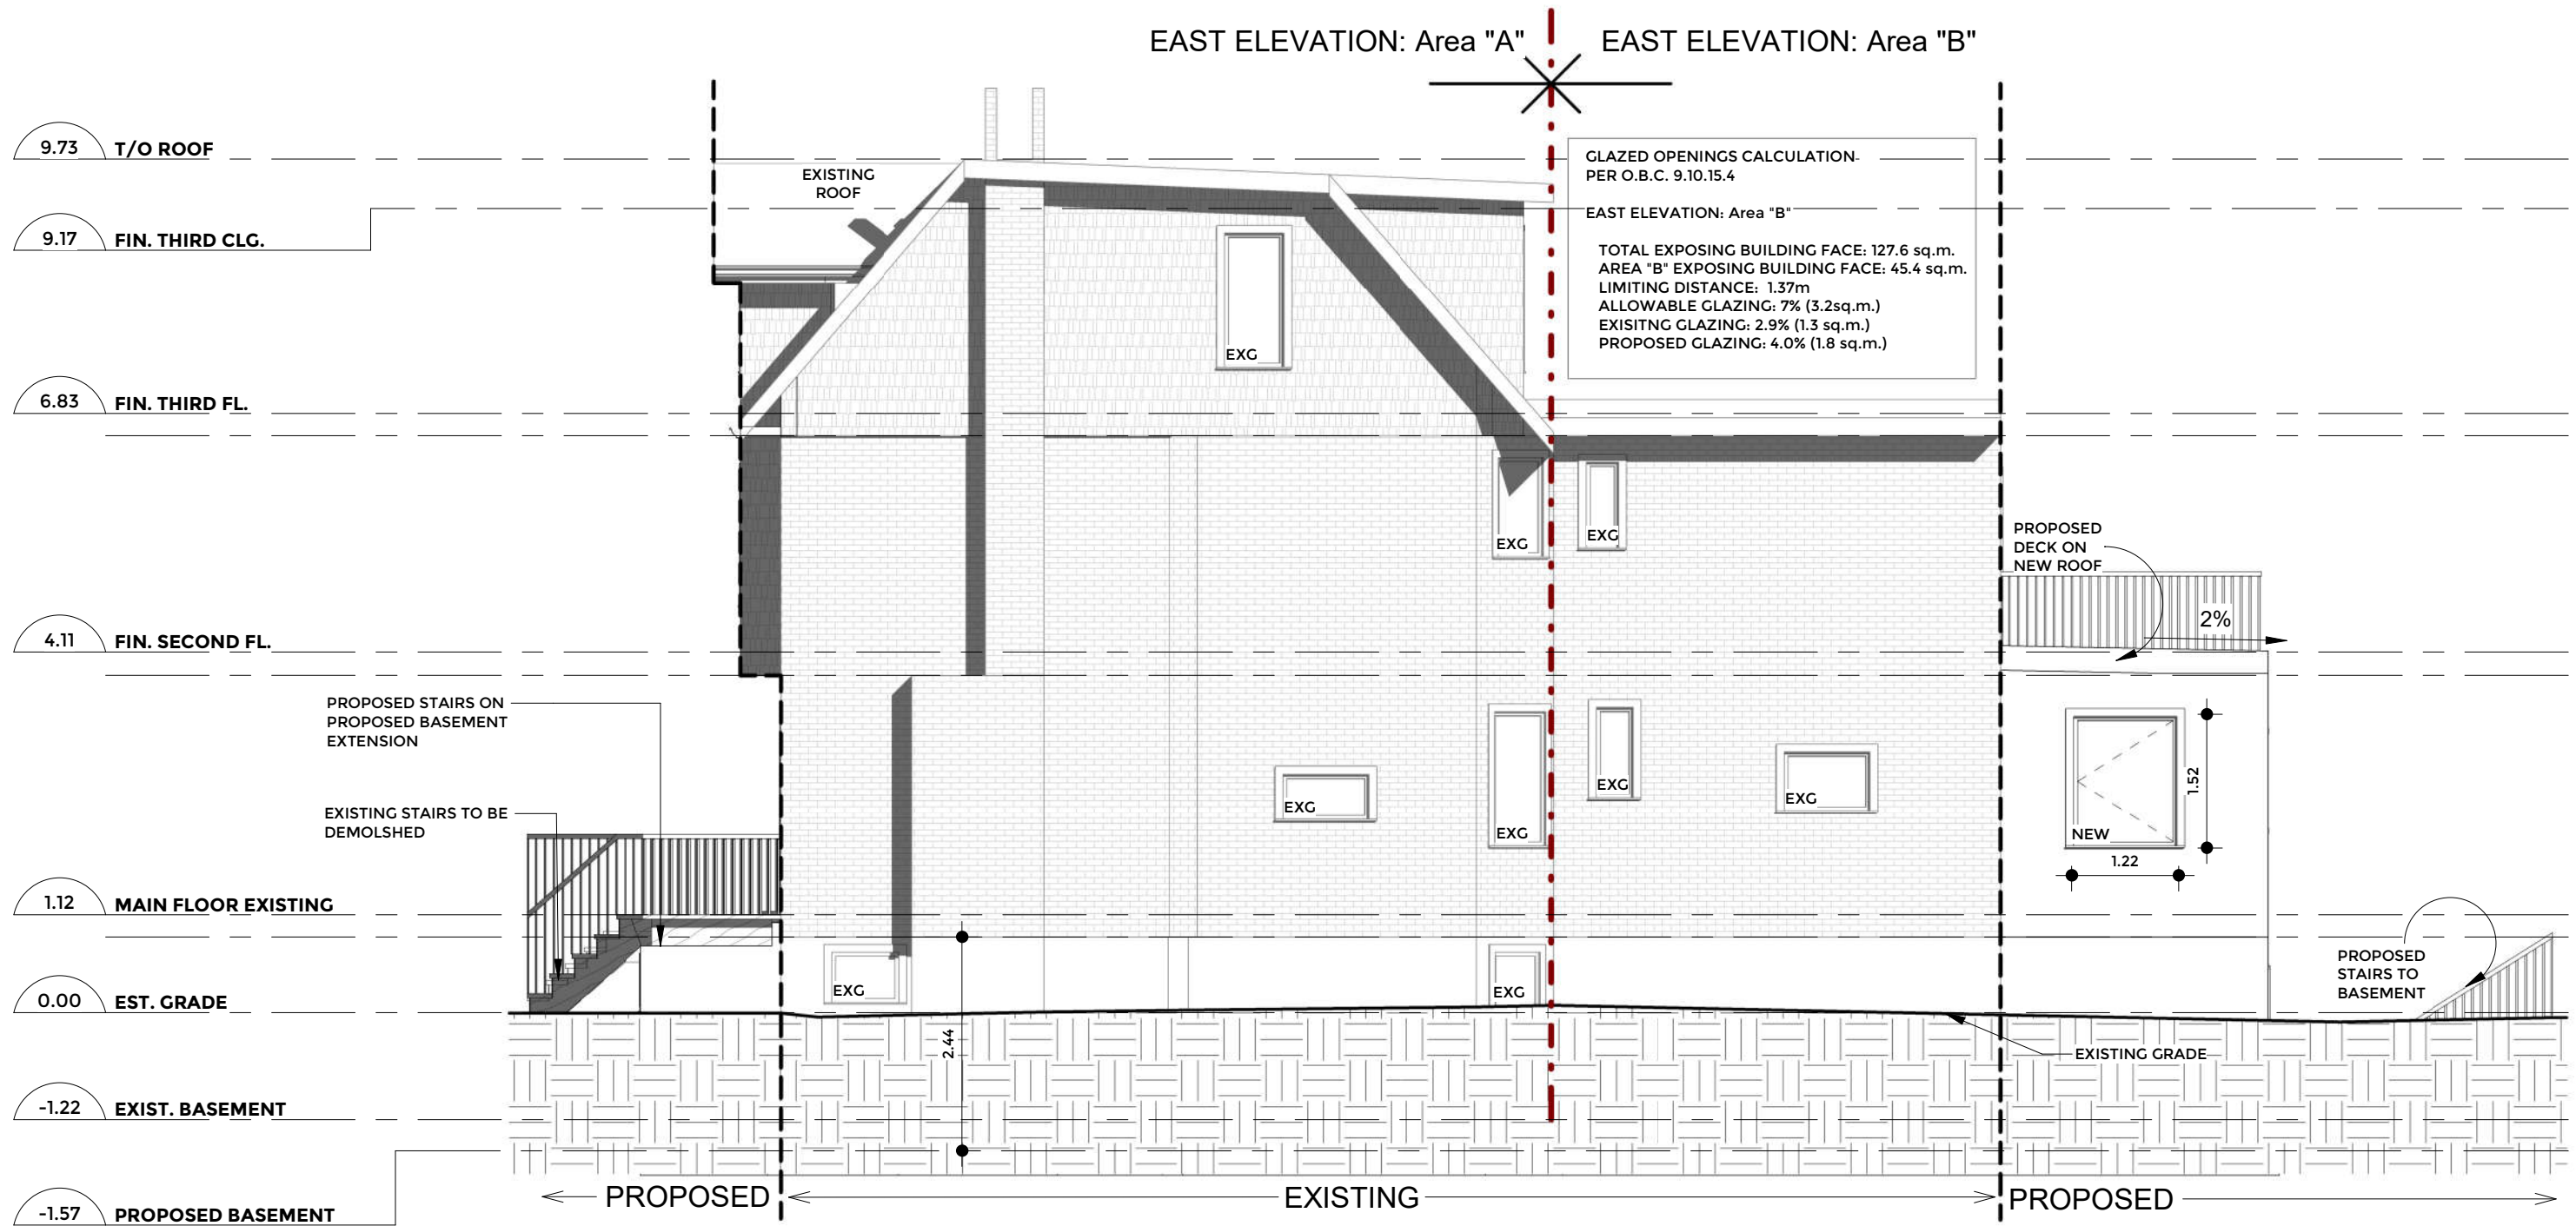 EAST ELEVATION: Area "A"
EAST ELEVATION: Area "B"
9.73 T/O ROOF
9.17 FIN. THIRD CLG.
6.83 FIN. THIRD FL.
4.11 FIN. SECOND FL.
1.12 MAIN FLOOR EXISTING
0.00 EST. GRADE
-1.22 EXIST. BASEMENT
-1.57 PROPOSED BASEMENT
EXISTING
ROOF
GLAZED OPENINGS CALCULATION
PER O.B.C. 9.10.15.4
EAST ELEVATION: Area "B"
TOTAL EXPOSING BUILDING FACE: 127.6 sq.m.
AREA "B" EXPOSING BUILDING FACE: 45.4 sq.m.
LIMITING DISTANCE: 1.37m
ALLOWABLE GLAZING: 7% (3.2sq.m.)
EXISITNG GLAZING: 2.9% (1.3 sq.m.)
PROPOSED GLAZING: 4.0% (1.8 sq.m.)
EXG
EXG
EXG
PROPOSED
DECK ON
NEW ROOF
2%
PROPOSED STAIRS ON
PROPOSED BASEMENT
EXTENSION
EXISTING STAIRS TO BE
DEMOLSHED
EXG
EXG
EXG
EXG
NEW
1.52
1.22
EXG
EXG
2.44
PROPOSED
STAIRS TO
BASEMENT
EXISTING GRADE
PROPOSED
EXISTING
PROPOSED